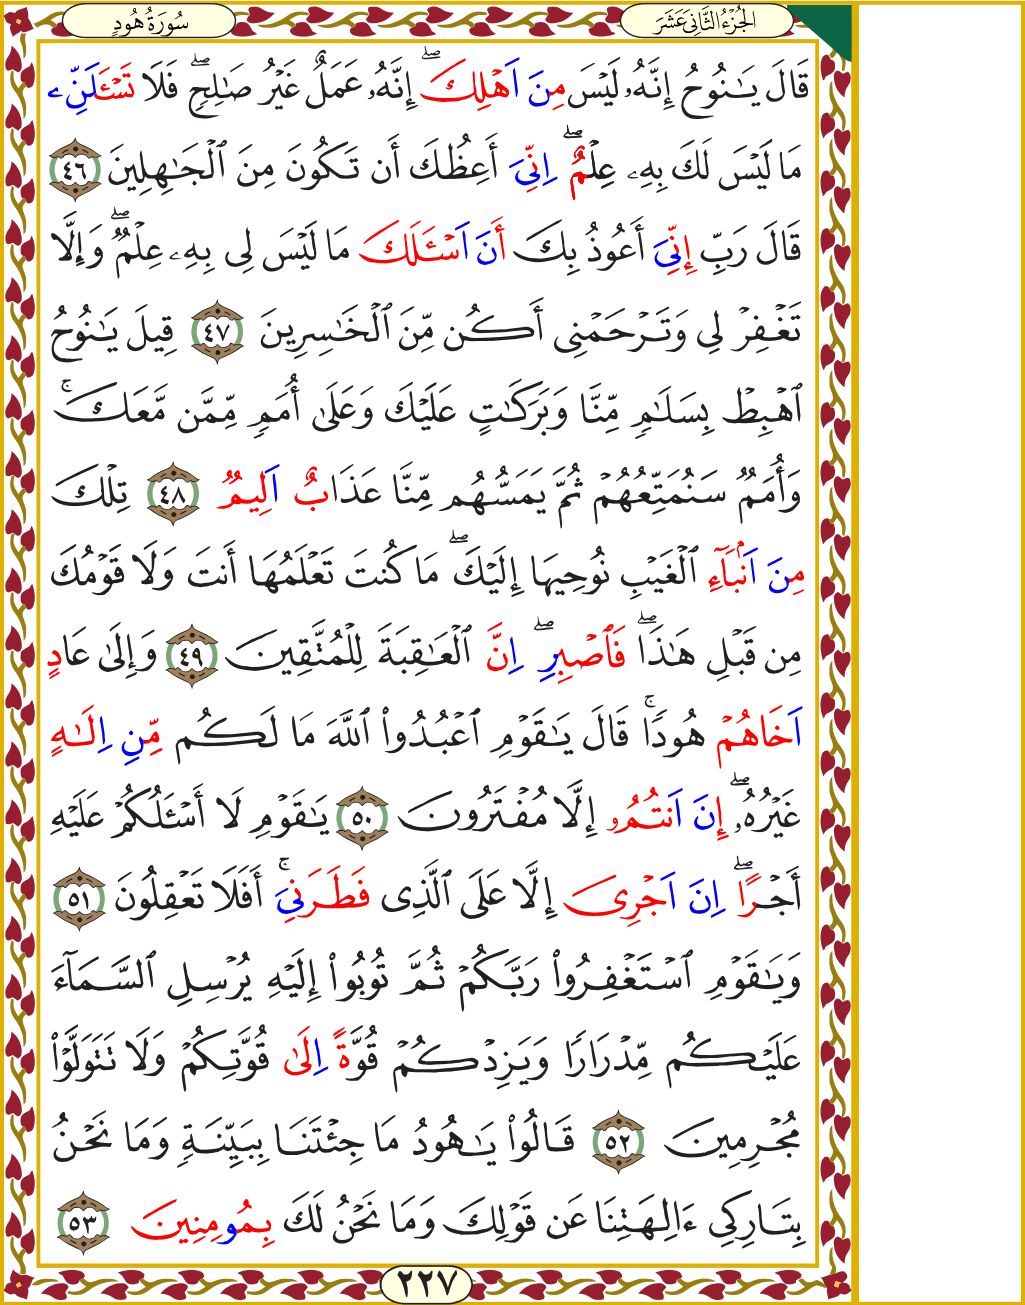 الجُزْءُ الثَّانِىَ عَشَرَ
سُورَةُ هُودٍ
قَالَ يَـٰنُوحُ إِنَّهُۥ لَيْسَ مِنَ اَهْلِكَۖ إِنَّهُۥ عَمَلٌ غَيْرُ صَـٰلِحٍۖ فَلَا تَسْـَٔلَنِّۦ
مَا لَيْسَ لَكَ بِهِۦ عِلْمٌۖ اِنِّىَ أَعِظُكَ أَن تَكُونَ مِنَ ٱلْجَـٰهِلِينَ ٤٦
قَالَ رَبِّ إِنِّىَ أَعُوذُ بِكَ أَنَ اَسْـَٔلَكَ مَا لَيْسَ لِى بِهِۦ عِلْمٌۖ وَإِلَّا
تَغْفِرْ لِى وَتَرْحَمْنِى أَكُن مِّنَ ٱلْخَـٰسِرِينَ ٤٧ قِيلَ يَـٰنُوحُ
ٱهْبِطْ بِسَلَـٰمٍ مِّنَّا وَبَرَكَـٰتٍ عَلَيْكَ وَعَلَىٰ أُمَمٍ مِّمَّن مَّعَكَۚ
وَأُمَمٌ سَنُمَتِّعُهُمْ ثُمَّ يَمَسُّهُم مِّنَّا عَذَابٌ اَلِيمٌ ٤٨ تِلْكَ
مِنَ اَنۢبَآءِ ٱلْغَيْبِ نُوحِيهَا إِلَيْكَۖ مَا كُنتَ تَعْلَمُهَا أَنتَ وَلَا قَوْمُكَ
مِن قَبْلِ هَـٰذَاۖ فَٱصْبِرِۖ اِنَّ ٱلْعَـٰقِبَةَ لِلْمُتَّقِينَ ٤٩ وَإِلَىٰ عَادٍ
اَخَاهُمْ هُودًاۚ قَالَ يَـٰقَوْمِ ٱعْبُدُوا۟ ٱللَّهَ مَا لَكُم مِّنِ اِلَـٰهٍ
غَيْرُهُۥۖ إِنَ اَنتُمُۥ إِلَّا مُفْتَرُونَ ٥٠ يَـٰقَوْمِ لَا أَسْـَٔلُكُمْ عَلَيْهِ
أَجْرًاۖ اِنَ اَجْرِىَ إِلَّا عَلَى ٱلَّذِى فَطَرَنِىَۚ أَفَلَا تَعْقِلُونَ ٥١
وَيَـٰقَوْمِ ٱسْتَغْفِرُوا۟ رَبَّكُمْ ثُمَّ تُوبُوا۟ إِلَيْهِ يُرْسِلِ ٱلسَّمَآءَ
عَلَيْكُم مِّدْرَارًا وَيَزِدْكُمْ قُوَّةً اِلَىٰ قُوَّتِكُمْ وَلَا تَتَوَلَّوْا۟
مُجْرِمِينَ ٥٢ قَالُوا۟ يَـٰهُودُ مَا جِئْتَنَا بِبَيِّنَةٍ وَمَا نَحْنُ
بِتَارِكِى ءَالِهَتِنَا عَن قَوْلِكَ وَمَا نَحْنُ لَكَ بِمُومِنِينَ ٥٣
٢٢٧